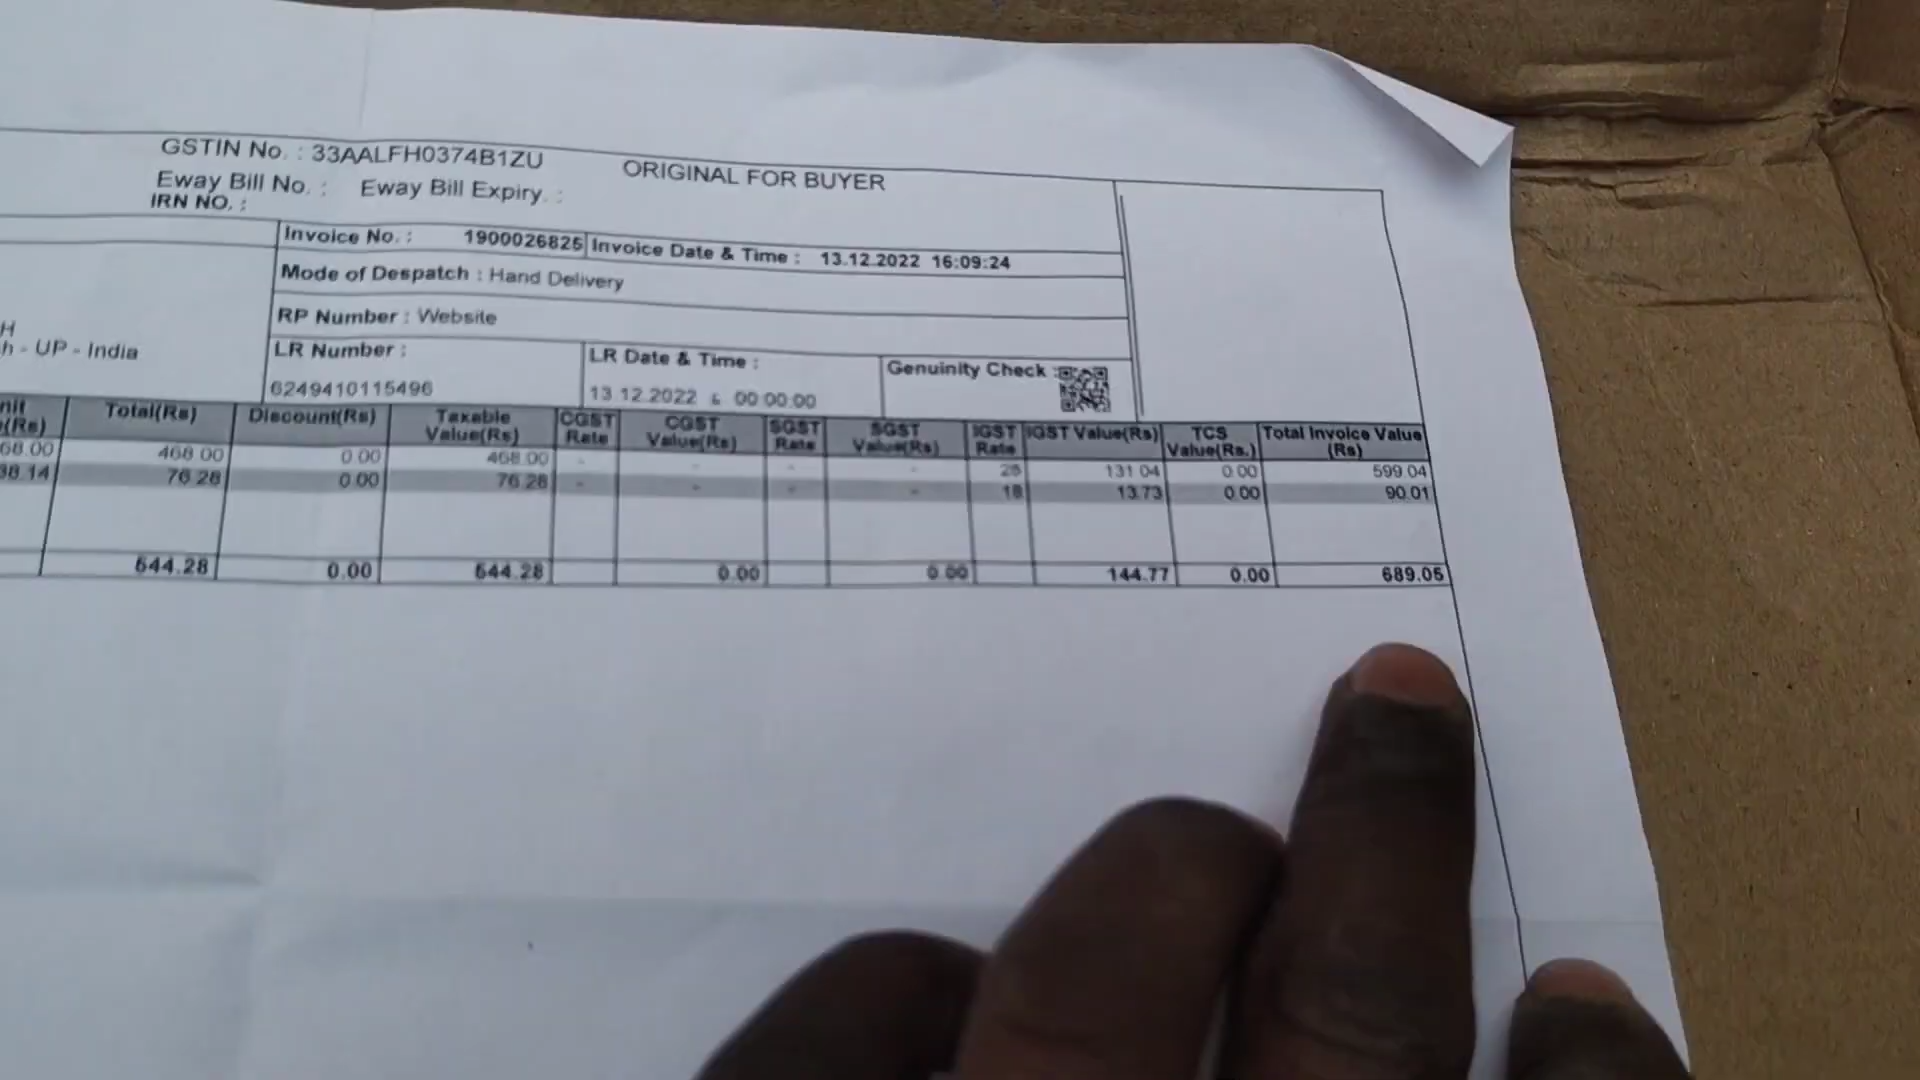 GSTIN No. : 33AALFH0374B1ZU
ORIGINAL FOR BUYER
Eway Bill No. : Eway Bill Expiry. :
IRN NO. :
Invoice No. : 1900026825 Invoice Date & Time : 13.12.2022 16:09:24
Mode of Despatch : Hand Delivery
RP Number : Website
H
h - UP - India
LR Number :
6249410115496
LR Date & Time :
13.12.2022 & 00:00:00
Genuinity Check :
nit (Rs) Total(Rs) Discount(Rs) Taxable Value(Rs) CGST Rate CGST Value(Rs) SGST Rate SGST Value(Rs) IGST Rate IGST Value(Rs) TCS Value(Rs.) Total Invoice Value (Rs)
68.00 468.00 0.00 468.00 - - - - 28 131.04 0.00 599.04
38.14 76.28 0.00 76.28 - - - - 18 13.73 0.00 90.01
544.28 0.00 544.28 0.00 0.00 144.77 0.00 689.05